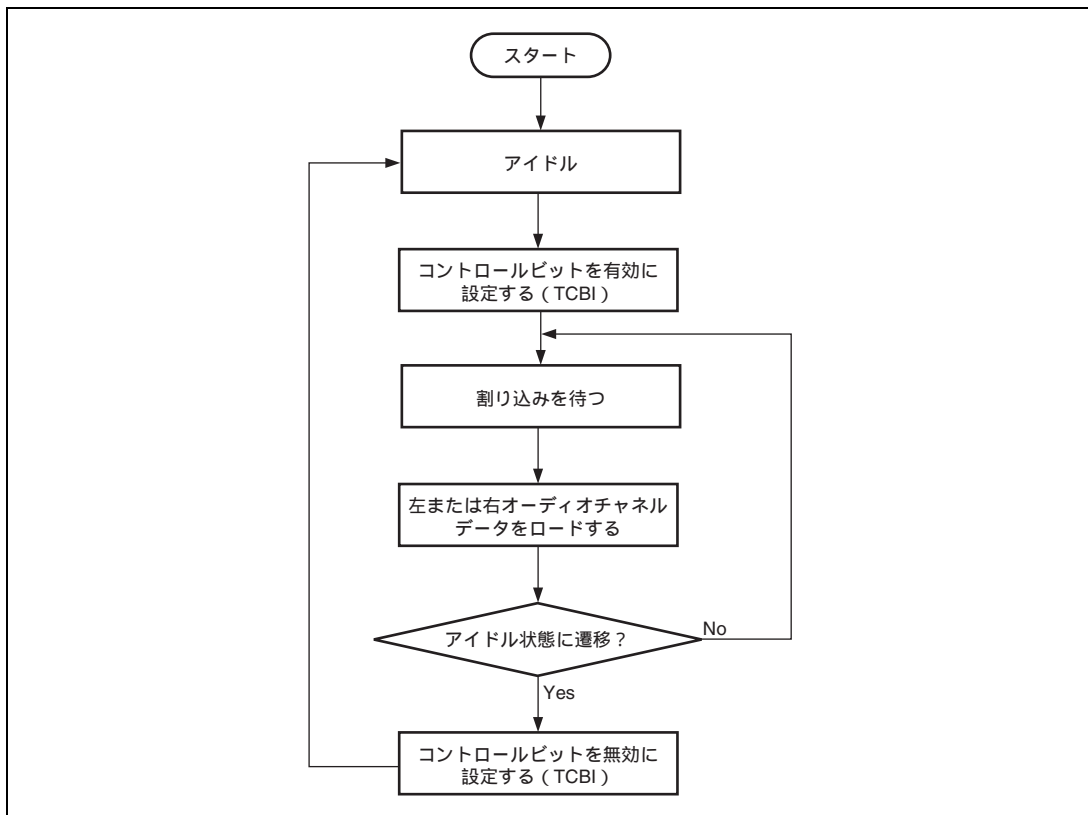 スタート
アイドル
コントロールビットを有効に
設定する（TCBI）
割り込みを待つ
左または右オーディオチャネル
データをロードする
アイドル状態に遷移？
No
Yes
コントロールビットを無効に
設定する（TCBI）